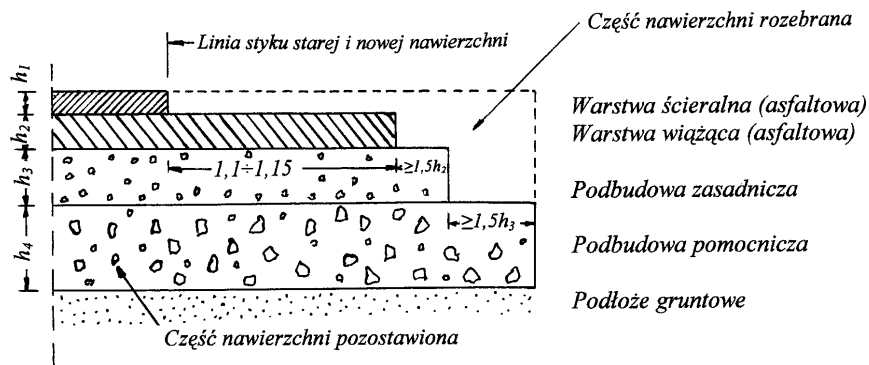 Część nawierzchni rozebrana
Linia styku starej i nowej nawierzchni
h₁
Warstwa ścieralna (asfaltowa)
h₂
Warstwa wiążąca (asfaltowa)
h₃
1,1÷1,15
≥1,5h₂
Podbudowa zasadnicza
≥1,5h₃
h₄
Podbudowa pomocnicza
Podłoże gruntowe
Część nawierzchni pozostawiona